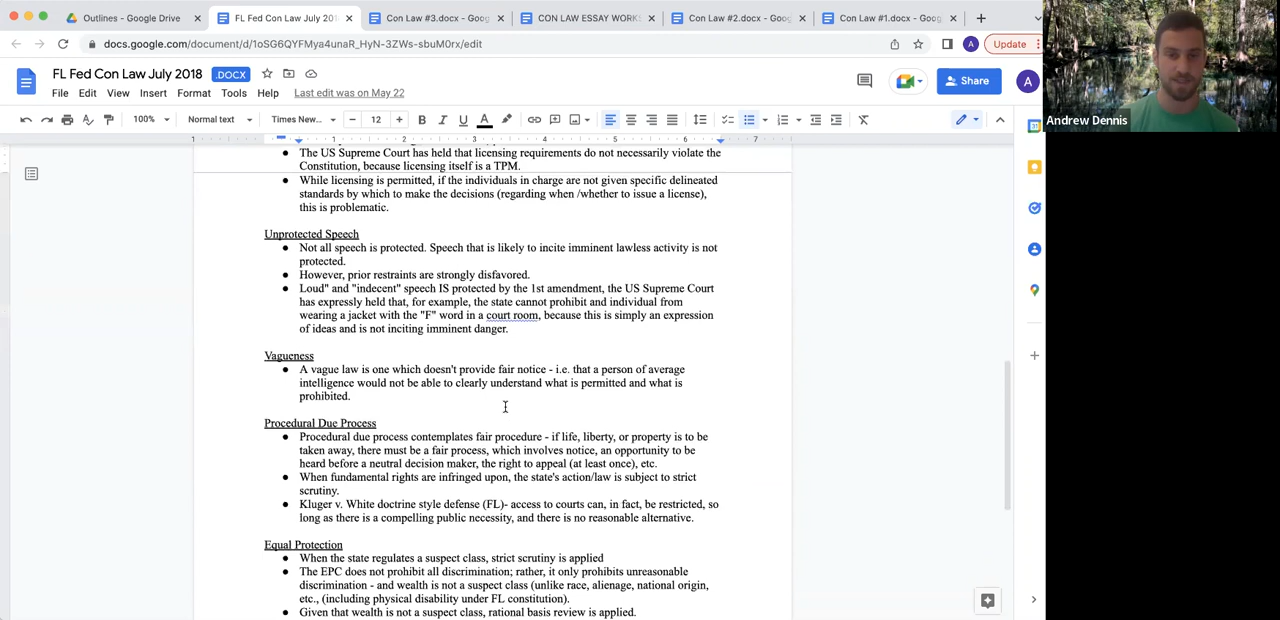 Outlines - Google Drive
FL Fed Con Law July 201
Con Law #3.docx - Goog
CON LAW ESSAY WORKS
Con Law #2.docx - Goog
Con Law #1.docx - Goog
docs.google.com/document/d/1oSG6QYFMya4unaR_HyN-3ZWs-sbuM0rx/edit
A
Update
FL Fed Con Law July 2018
.DOCX
File Edit View Insert Format Tools Help Last edit was on May 22
Share
A
Andrew Dennis
100% Normal text Times New... 12 B I U A
1 1 2 3 4 5 6 7
The US Supreme Court has held that licensing requirements do not necessarily violate the
Constitution, because licensing itself is a TPM.
While licensing is permitted, if the individuals in charge are not given specific delineated
standards by which to make the decisions (regarding when /whether to issue a license),
this is problematic.
Unprotected Speech
Not all speech is protected. Speech that is likely to incite imminent lawless activity is not
protected.
However, prior restraints are strongly disfavored.
Loud" and "indecent" speech IS protected by the 1st amendment, the US Supreme Court
has expressly held that, for example, the state cannot prohibit and individual from
wearing a jacket with the "F" word in a court room, because this is simply an expression
of ideas and is not inciting imminent danger.
Vagueness
A vague law is one which doesn't provide fair notice - i.e. that a person of average
intelligence would not be able to clearly understand what is permitted and what is
prohibited.
Procedural Due Process
Procedural due process contemplates fair procedure - if life, liberty, or property is to be
taken away, there must be a fair process, which involves notice, an opportunity to be
heard before a neutral decision maker, the right to appeal (at least once), etc.
When fundamental rights are infringed upon, the state's action/law is subject to strict
scrutiny.
Kluger v. White doctrine style defense (FL)- access to courts can, in fact, be restricted, so
long as there is a compelling public necessity, and there is no reasonable alternative.
Equal Protection
When the state regulates a suspect class, strict scrutiny is applied
The EPC does not prohibit all discrimination; rather, it only prohibits unreasonable
discrimination - and wealth is not a suspect class (unlike race, alienage, national origin,
etc., (including physical disability under FL constitution).
Given that wealth is not a suspect class, rational basis review is applied.